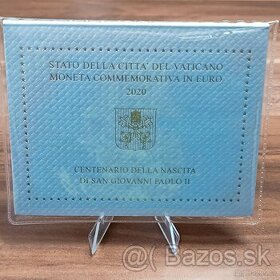 STATO DELLA CITTA' DEL VATICANO
MONETA COMMEMORATIVA IN EURO
2020
CENTENARIO DELLA NASCITA
DI SAN GIOVANNI PAOLO II
Bazos.sk